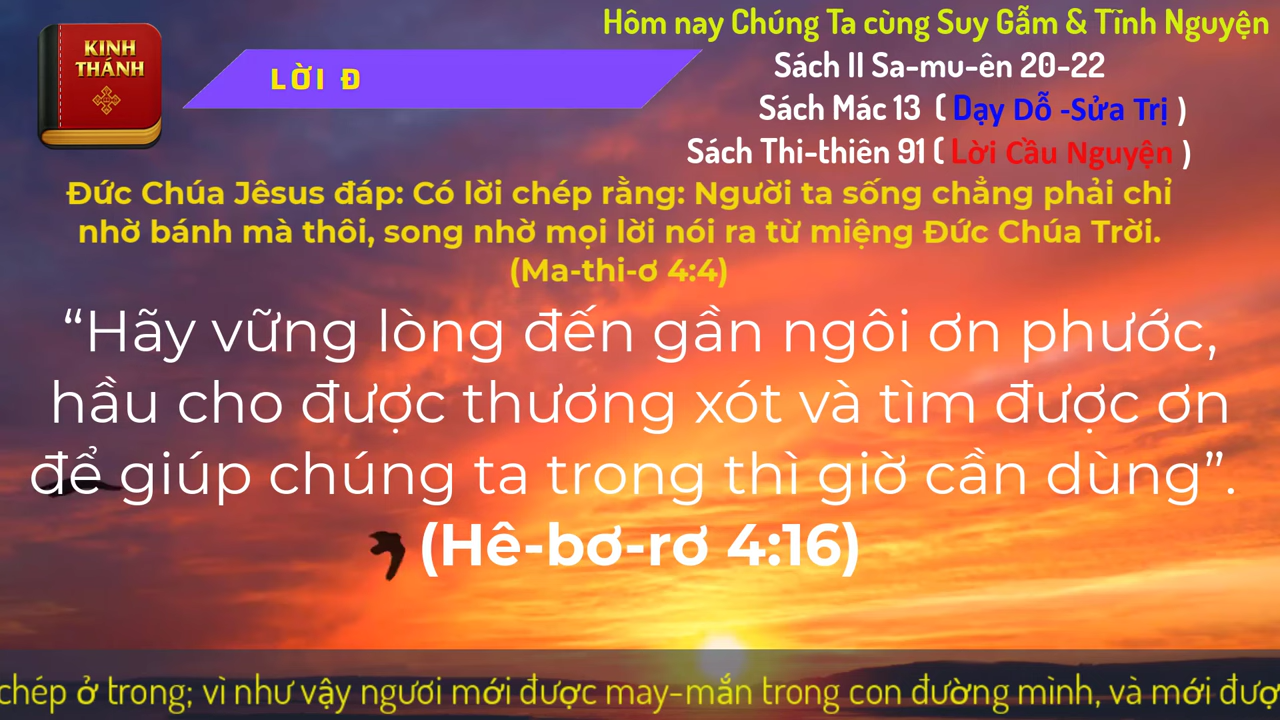 KINH
THÁNH
LỜI Đ
Hôm nay Chúng Ta cùng Suy Gẫm & Tĩnh Nguyện
Sách II Sa-mu-ên 20-22
Sách Mác 13 ( Dạy Dỗ -Sửa Trị )
Sách Thi-thiên 91 ( Lời Cầu Nguyện )
Đức Chúa Jêsus đáp: Có lời chép rằng: Người ta sống chẳng phải chỉ
nhờ bánh mà thôi, song nhờ mọi lời nói ra từ miệng Đức Chúa Trời.
(Ma-thi-ơ 4:4)
“Hãy vững lòng đến gần ngôi ơn phước,
hầu cho được thương xót và tìm được ơn
để giúp chúng ta trong thì giờ cần dùng”.
(Hê-bơ-rơ 4:16)
chép ở trong; vì như vậy ngươi mới được may-mắn trong con đường mình, và mới đượ